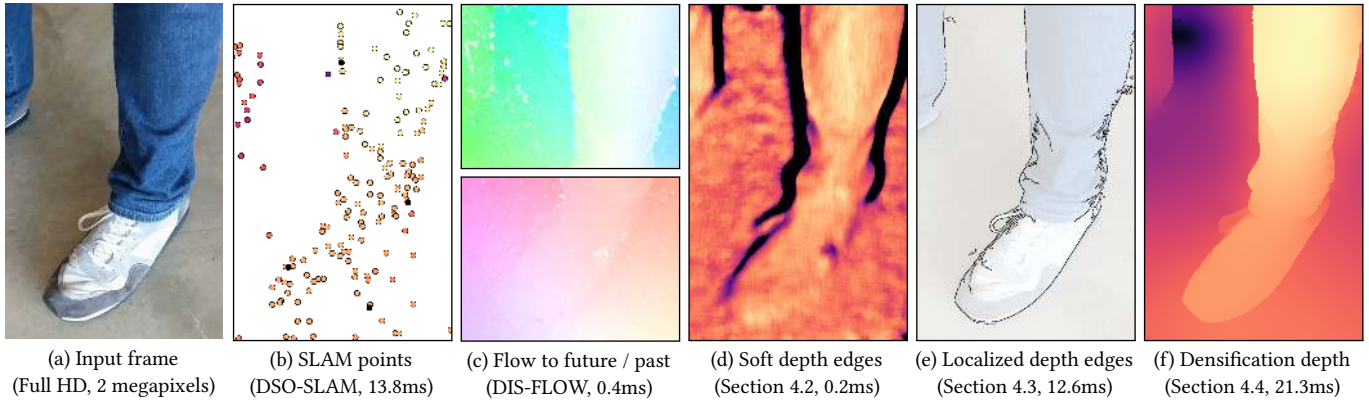 (a) Input frame
(Full HD, 2 megapixels)
(b) SLAM points
(DSO-SLAM, 13.8ms)
(c) Flow to future / past
(DIS-FLOW, 0.4ms)
(d) Soft depth edges
(Section 4.2, 0.2ms)
(e) Localized depth edges
(Section 4.3, 12.6ms)
(f) Densification depth
(Section 4.4, 21.3ms)